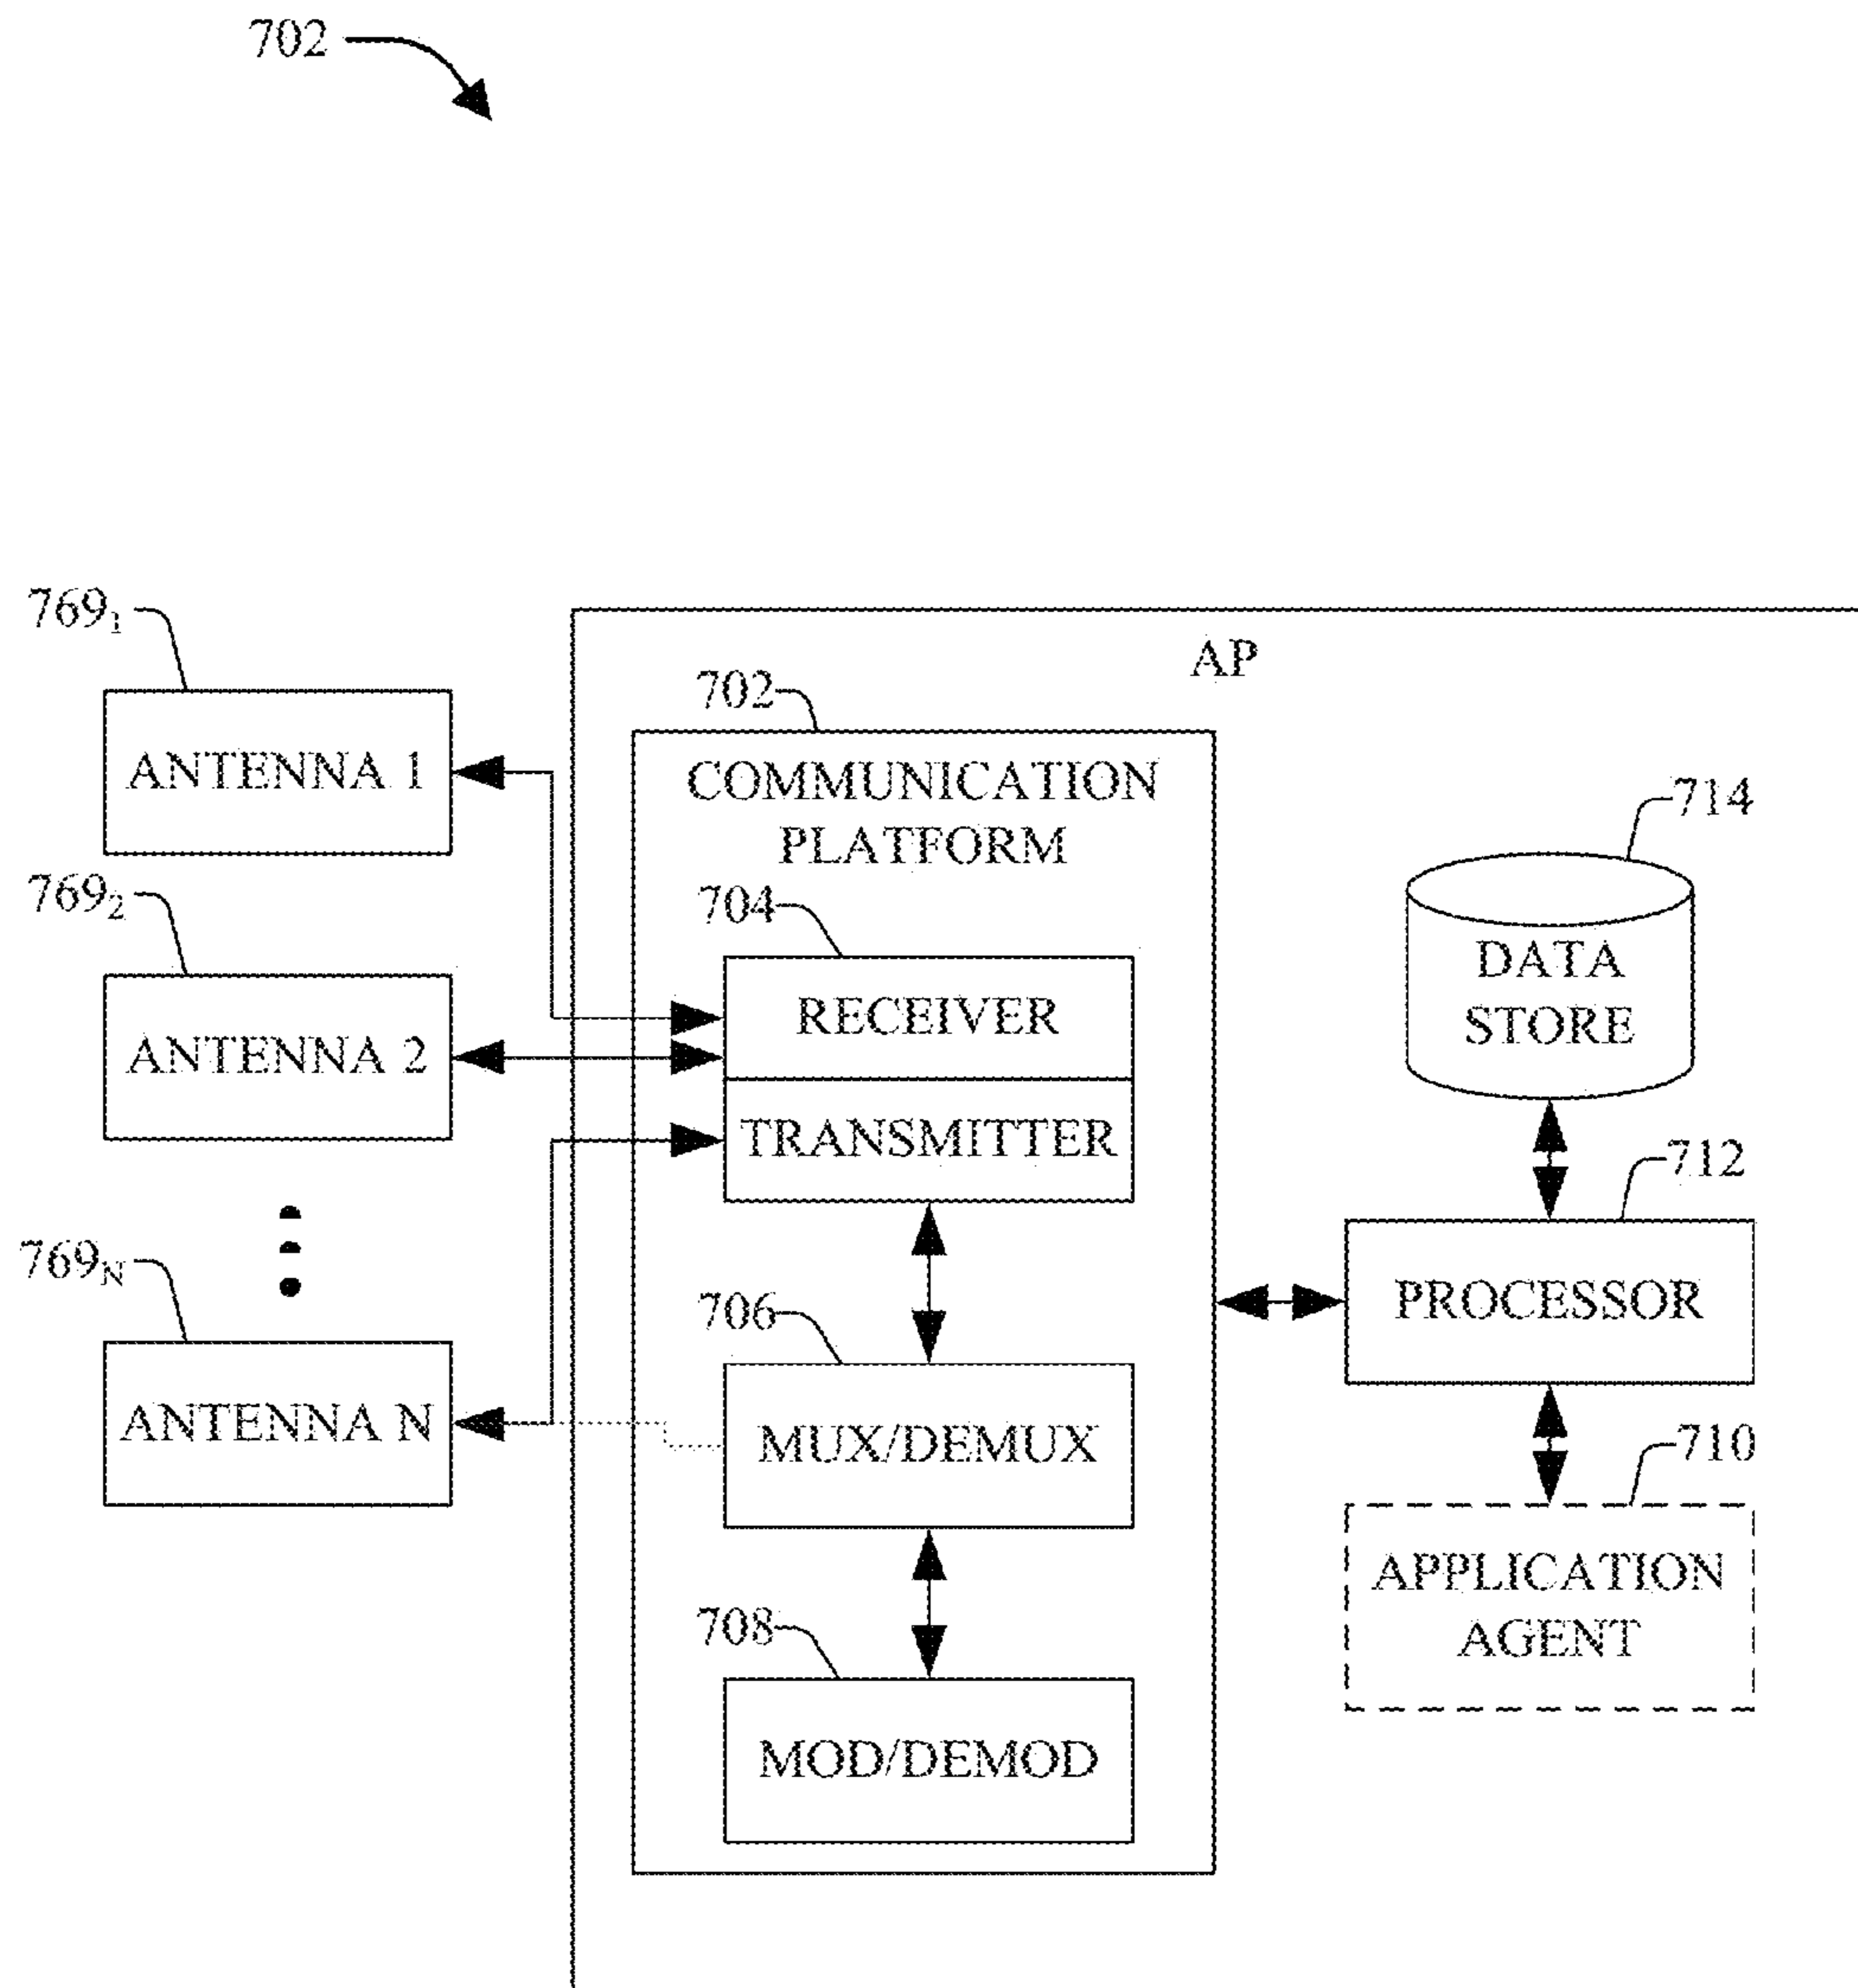 702
769₁
AP
702
ANTENNA 1
COMMUNICATION
PLATFORM
714
769₂
704
DATA
STORE
RECEIVER
ANTENNA 2
TRANSMITTER
712
769N
706
PROCESSOR
ANTENNA N
MUX/DEMUX
710
APPLICATION
AGENT
708
MOD/DEMOD